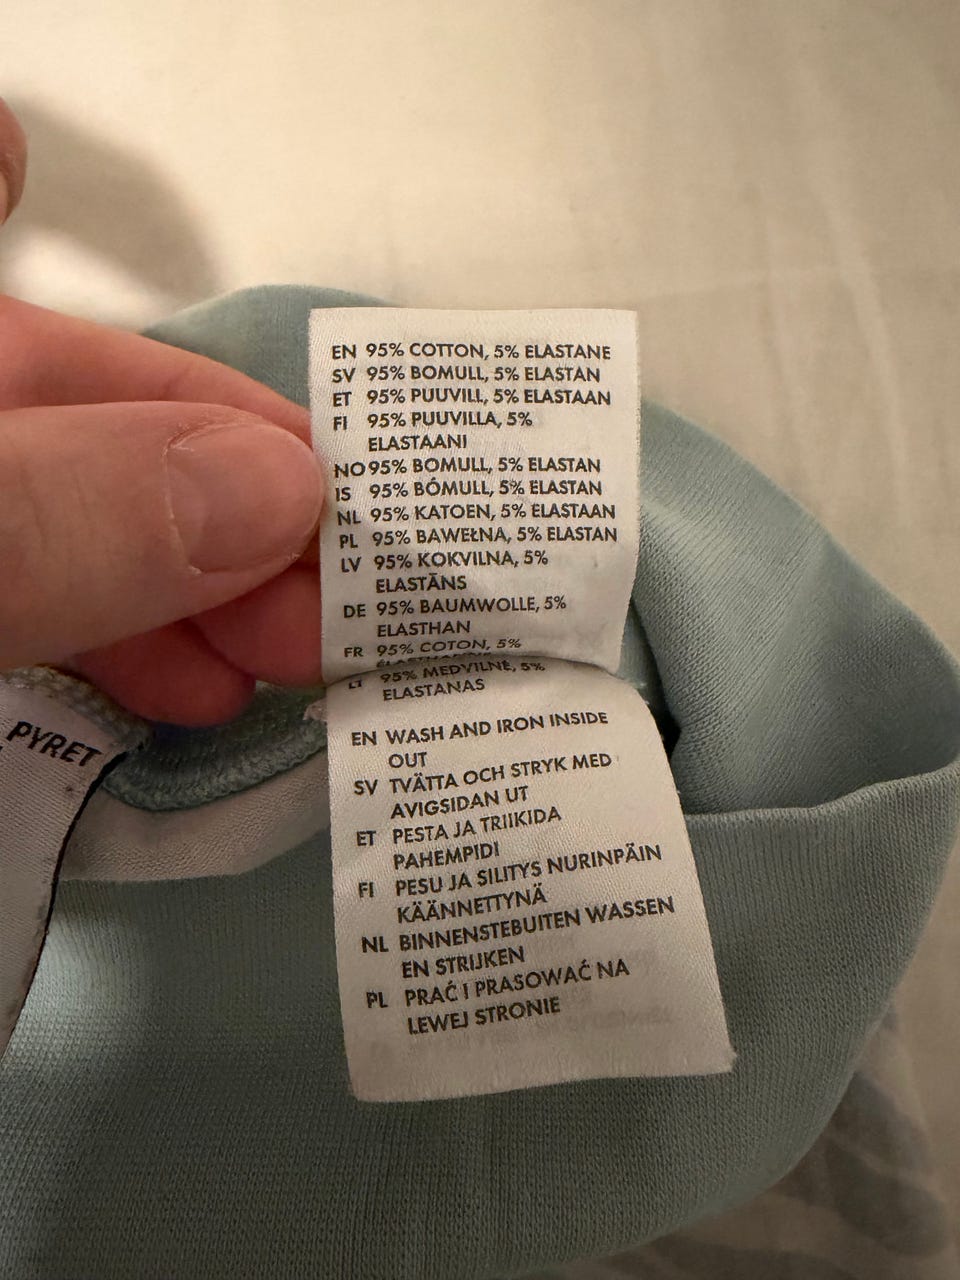 EN 95% COTTON, 5% ELASTANE
SV 95% BOMULL, 5% ELASTAN
ET 95% PUUVILL, 5% ELASTAAN
FI 95% PUUVILLA, 5%
ELASTAANI
NO 95% BOMULL, 5% ELASTAN
IS 95% BÓMULL, 5% ELASTAN
NL 95% KATOEN, 5% ELASTAAN
PL 95% BAWEŁNA, 5% ELASTAN
LV 95% KOKVILNA, 5%
ELASTĀNS
DE 95% BAUMWOLLE, 5%
ELASTHAN
FR 95% COTON, 5%
LT 95% MEDVILNĖ, 5%
ELASTANAS
EN WASH AND IRON INSIDE
OUT
SV TVÄTTA OCH STRYK MED
AVIGSIDAN UT
ET PESTA JA TRIIKIDA
PAHEMPIDI
FI PESU JA SILITYS NURINPÄIN
KÄÄNNETTYNÄ
NL BINNENSTEBUITEN WASSEN
EN STRIJKEN
PL PRAĆ I PRASOWAĆ NA
LEWEJ STRONIE
PYRET